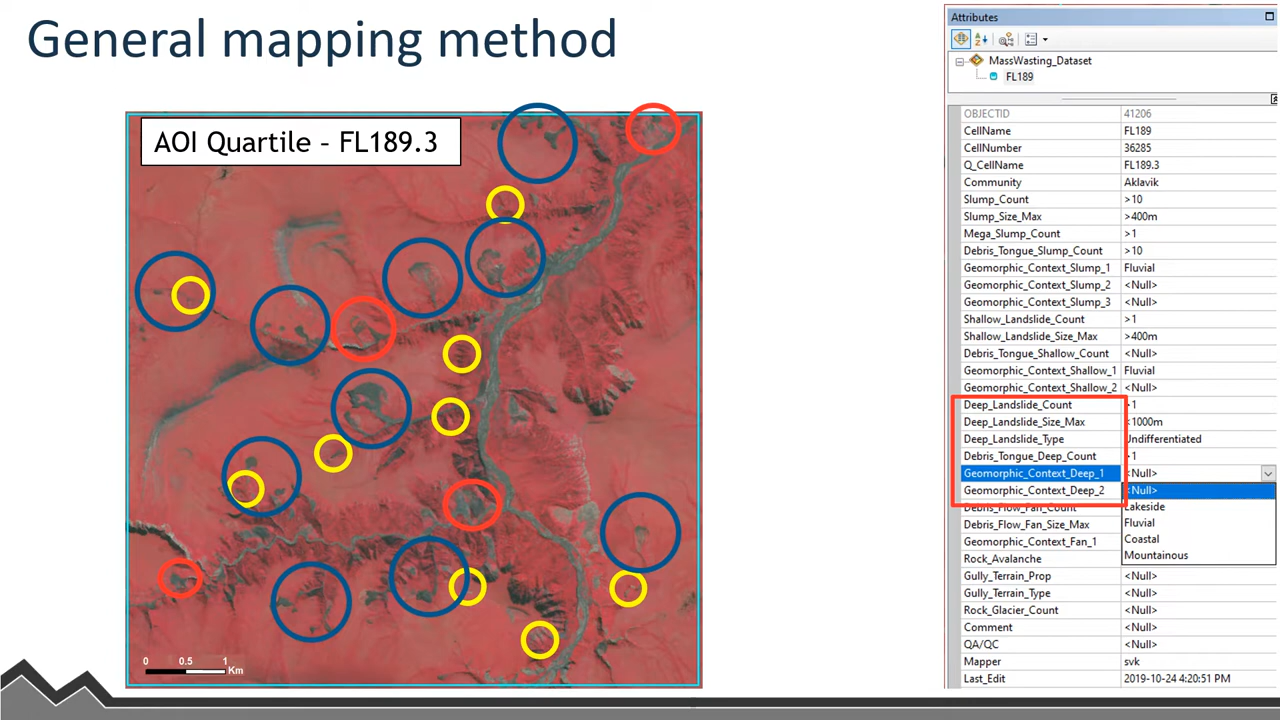 General mapping method
AOI Quartile – FL189.3
0 0.5 1
Km
Attributes
MassWasting_Dataset
FL189
OBJECTID 41206
CellName FL189
CellNumber 36285
Q_CellName FL189.3
Community Aklavik
Slump_Count >10
Slump_Size_Max >400m
Mega_Slump_Count >1
Debris_Tongue_Slump_Count >10
Geomorphic_Context_Slump_1 Fluvial
Geomorphic_Context_Slump_2 <Null>
Geomorphic_Context_Slump_3 <Null>
Shallow_Landslide_Count >1
Shallow_Landslide_Size_Max >400m
Debris_Tongue_Shallow_Count <Null>
Geomorphic_Context_Shallow_1 Fluvial
Geomorphic_Context_Shallow_2 <Null>
Deep_Landslide_Count 1
Deep_Landslide_Size_Max 1000m
Deep_Landslide_Type Undifferentiated
Debris_Tongue_Deep_Count 1
Geomorphic_Context_Deep_1 <Null>
Geomorphic_Context_Deep_2 <Null>
Debris_Flow_Fan_Count Lakeside
Debris_Flow_Fan_Size_Max Fluvial
Geomorphic_Context_Fan_1 Coastal
Rock_Avalanche Mountainous
Gully_Terrain_Prop <Null>
Gully_Terrain_Type <Null>
Rock_Glacier_Count <Null>
Comment <Null>
QA/QC <Null>
Mapper svk
Last_Edit 2019-10-24 4:20:51 PM